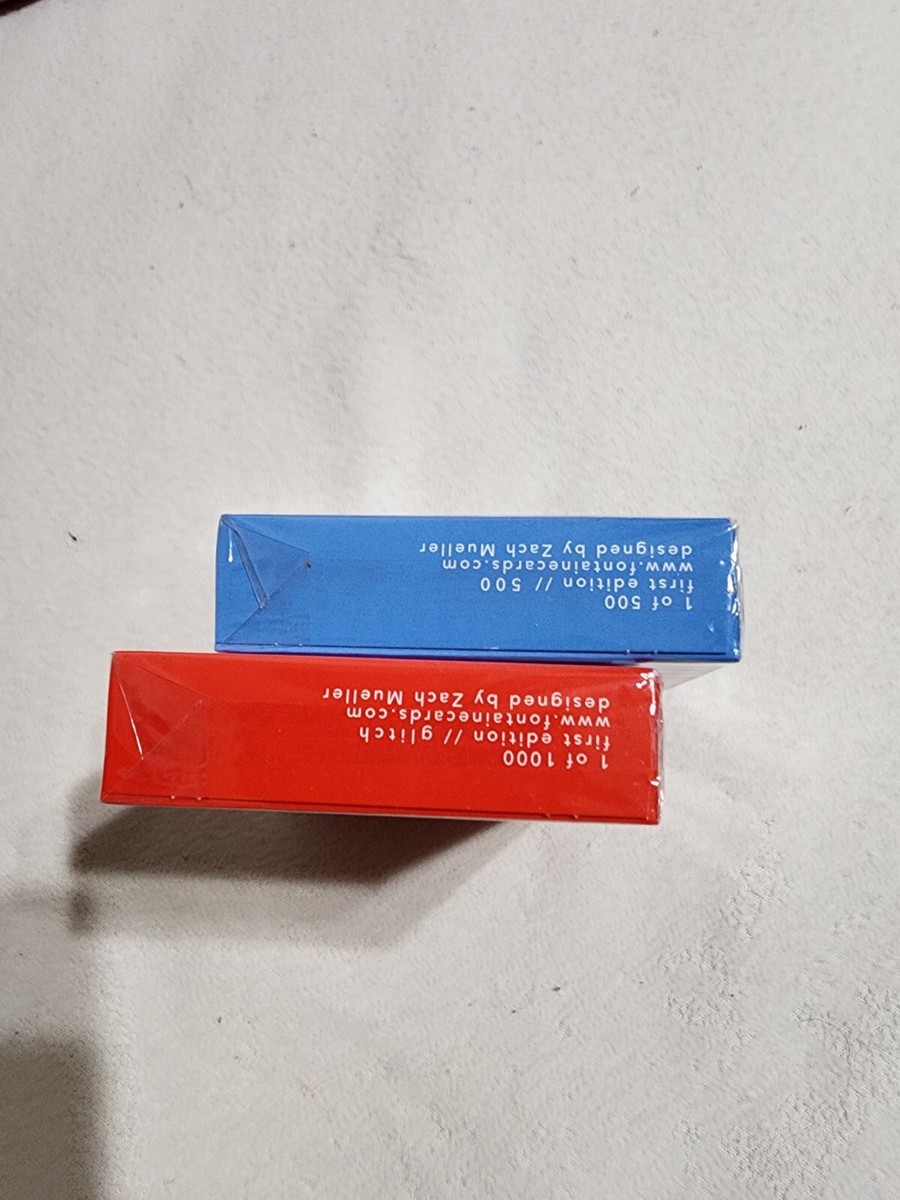 1 of 500
first edition // 500
www.fontainecards.com
designed by Zach Mueller
1 of 1000
first edition // glitch
www.fontainecards.com
designed by Zach Mueller